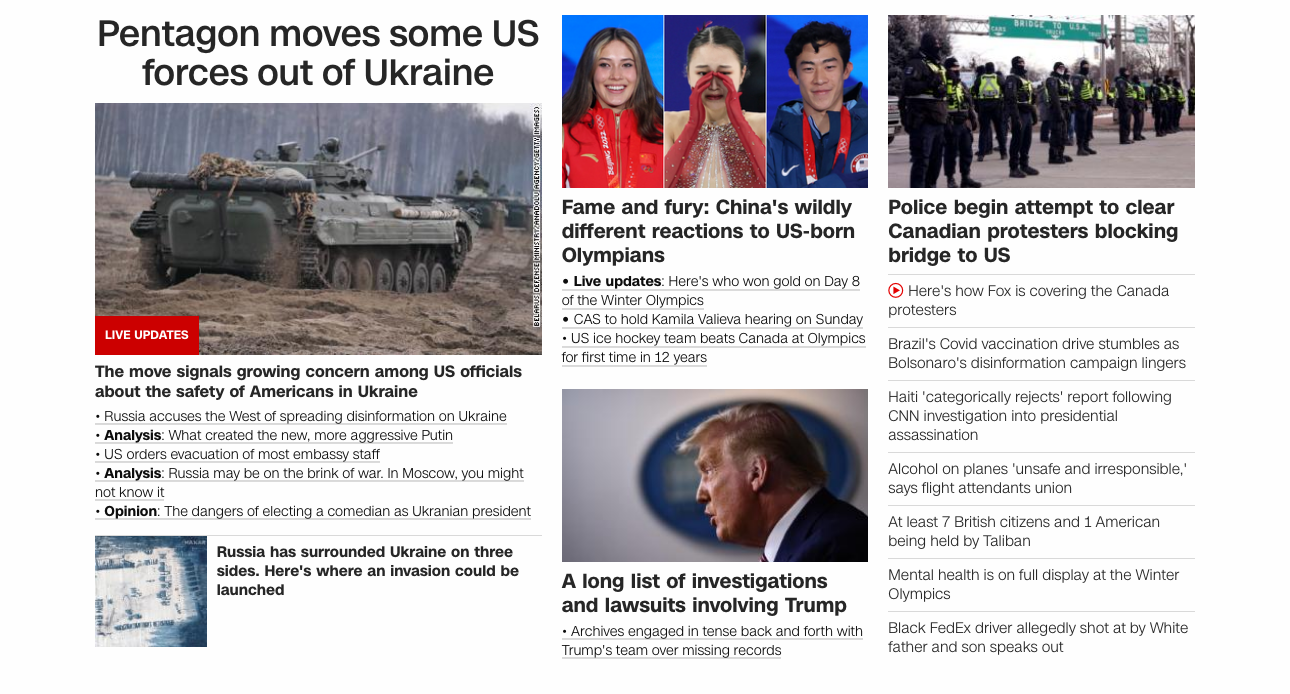 Pentagon moves some US
forces out of Ukraine
BELARUS DEFENSE MINISTRY/ANADOLU AGENCY/GETTY IMAGES)
LIVE UPDATES
The move signals growing concern among US officials
about the safety of Americans in Ukraine
• Russia accuses the West of spreading disinformation on Ukraine
• Analysis: What created the new, more aggressive Putin
• US orders evacuation of most embassy staff
• Analysis: Russia may be on the brink of war. In Moscow, you might
not know it
• Opinion: The dangers of electing a comedian as Ukranian president
Russia has surrounded Ukraine on three
sides. Here's where an invasion could be
launched
BEIJING 2022
Fame and fury: China's wildly
different reactions to US-born
Olympians
• Live updates: Here's who won gold on Day 8
of the Winter Olympics
• CAS to hold Kamila Valieva hearing on Sunday
• US ice hockey team beats Canada at Olympics
for first time in 12 years
A long list of investigations
and lawsuits involving Trump
• Archives engaged in tense back and forth with
Trump's team over missing records
BRIDGE TO U.S.A.
CARS
TRUCKS
Police begin attempt to clear
Canadian protesters blocking
bridge to US
Here's how Fox is covering the Canada
protesters
Brazil's Covid vaccination drive stumbles as
Bolsonaro's disinformation campaign lingers
Haiti 'categorically rejects' report following
CNN investigation into presidential
assassination
Alcohol on planes 'unsafe and irresponsible,'
says flight attendants union
At least 7 British citizens and 1 American
being held by Taliban
Mental health is on full display at the Winter
Olympics
Black FedEx driver allegedly shot at by White
father and son speaks out